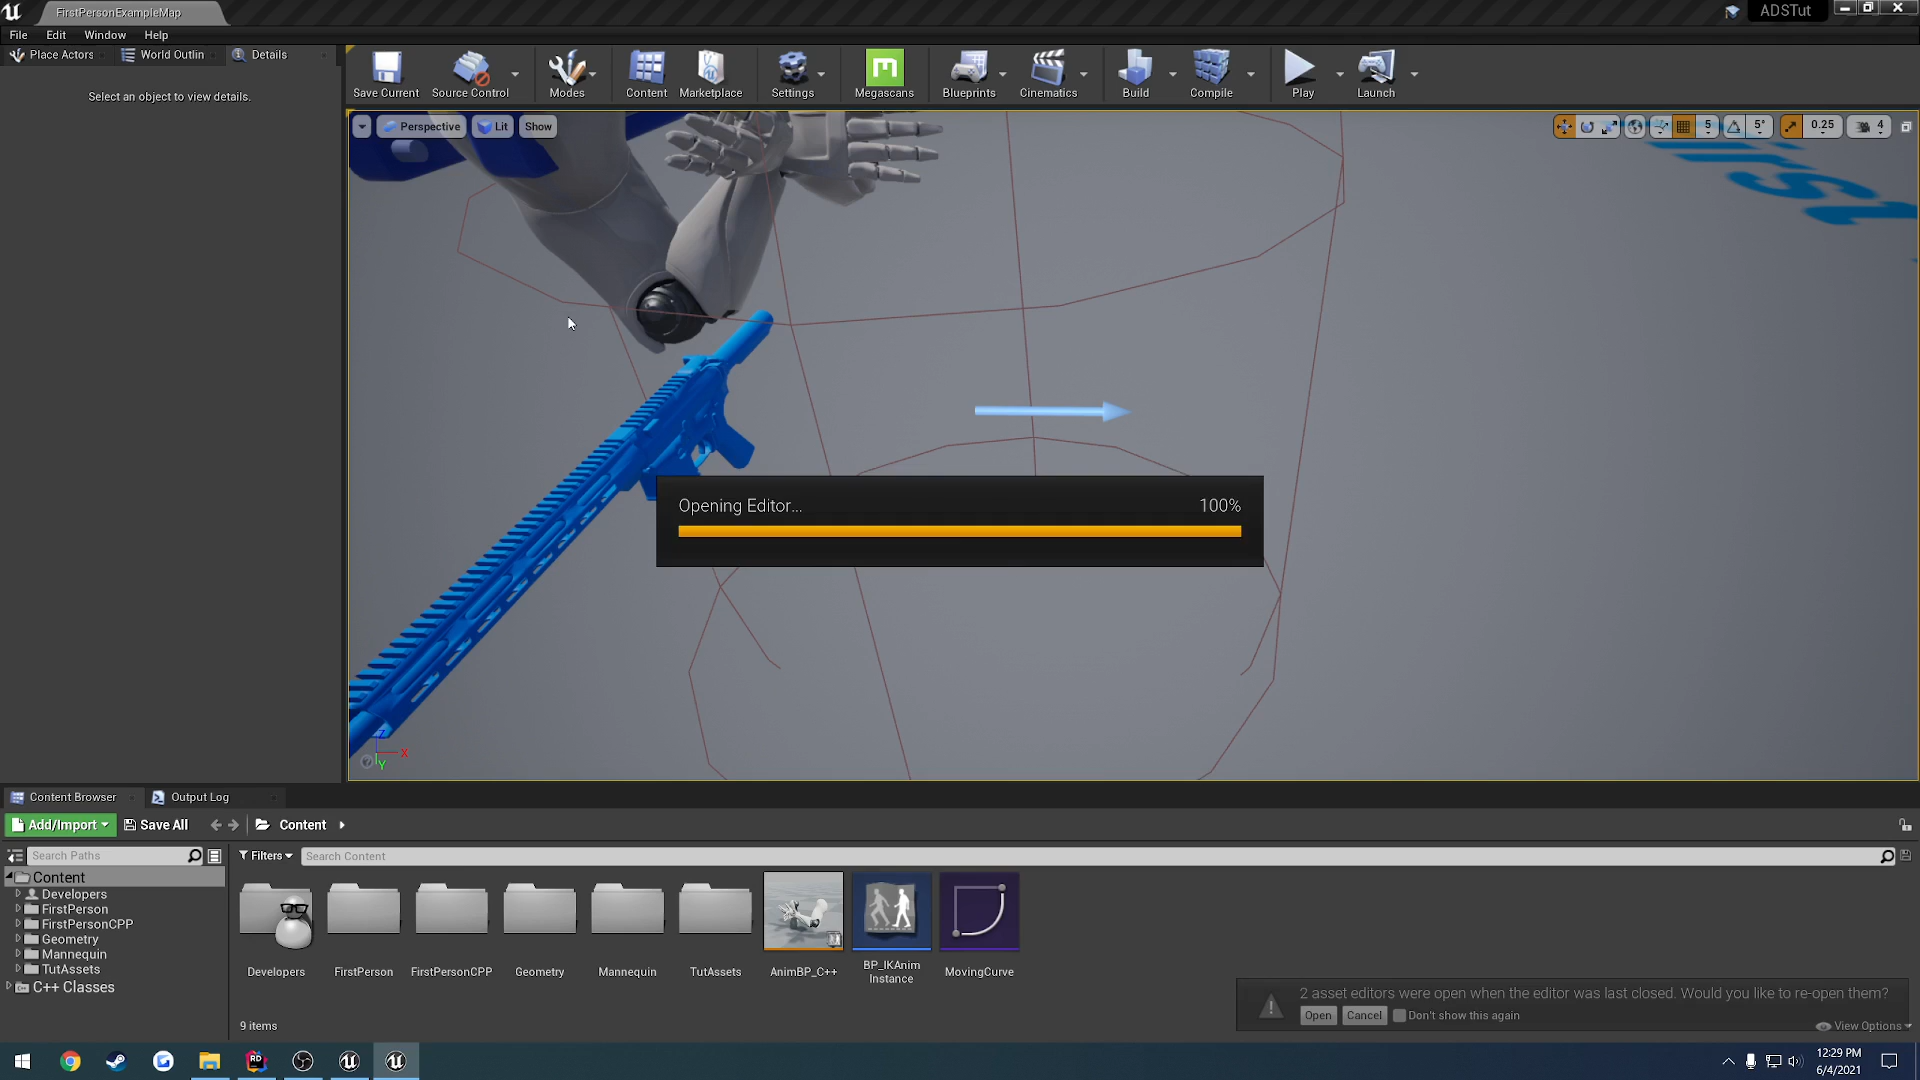 FirstPersonExampleMap
ADSTut
File Edit Window Help
Place Actors World Outlin Details
Select an object to view details.
Save Current Source Control Modes Content Marketplace Settings Megascans Blueprints Cinematics Build Compile Play Launch
Perspective Lit Show
5 5° 0.25 4
Opening Editor... 100%
Z X Y
Content Browser Output Log
Add/Import Save All Content
Search Paths Filters Search Content
Content
Developers
FirstPerson
FirstPersonCPP
Geometry
Mannequin
TutAssets
C++ Classes
Developers FirstPerson FirstPersonCPP Geometry Mannequin TutAssets AnimBP_C++ BP_IKAnim Instance MovingCurve
9 items
2 asset editors were open when the editor was last closed. Would you like to re-open them?
Open Cancel Don't show this again
View Options
12:29 PM
6/4/2021